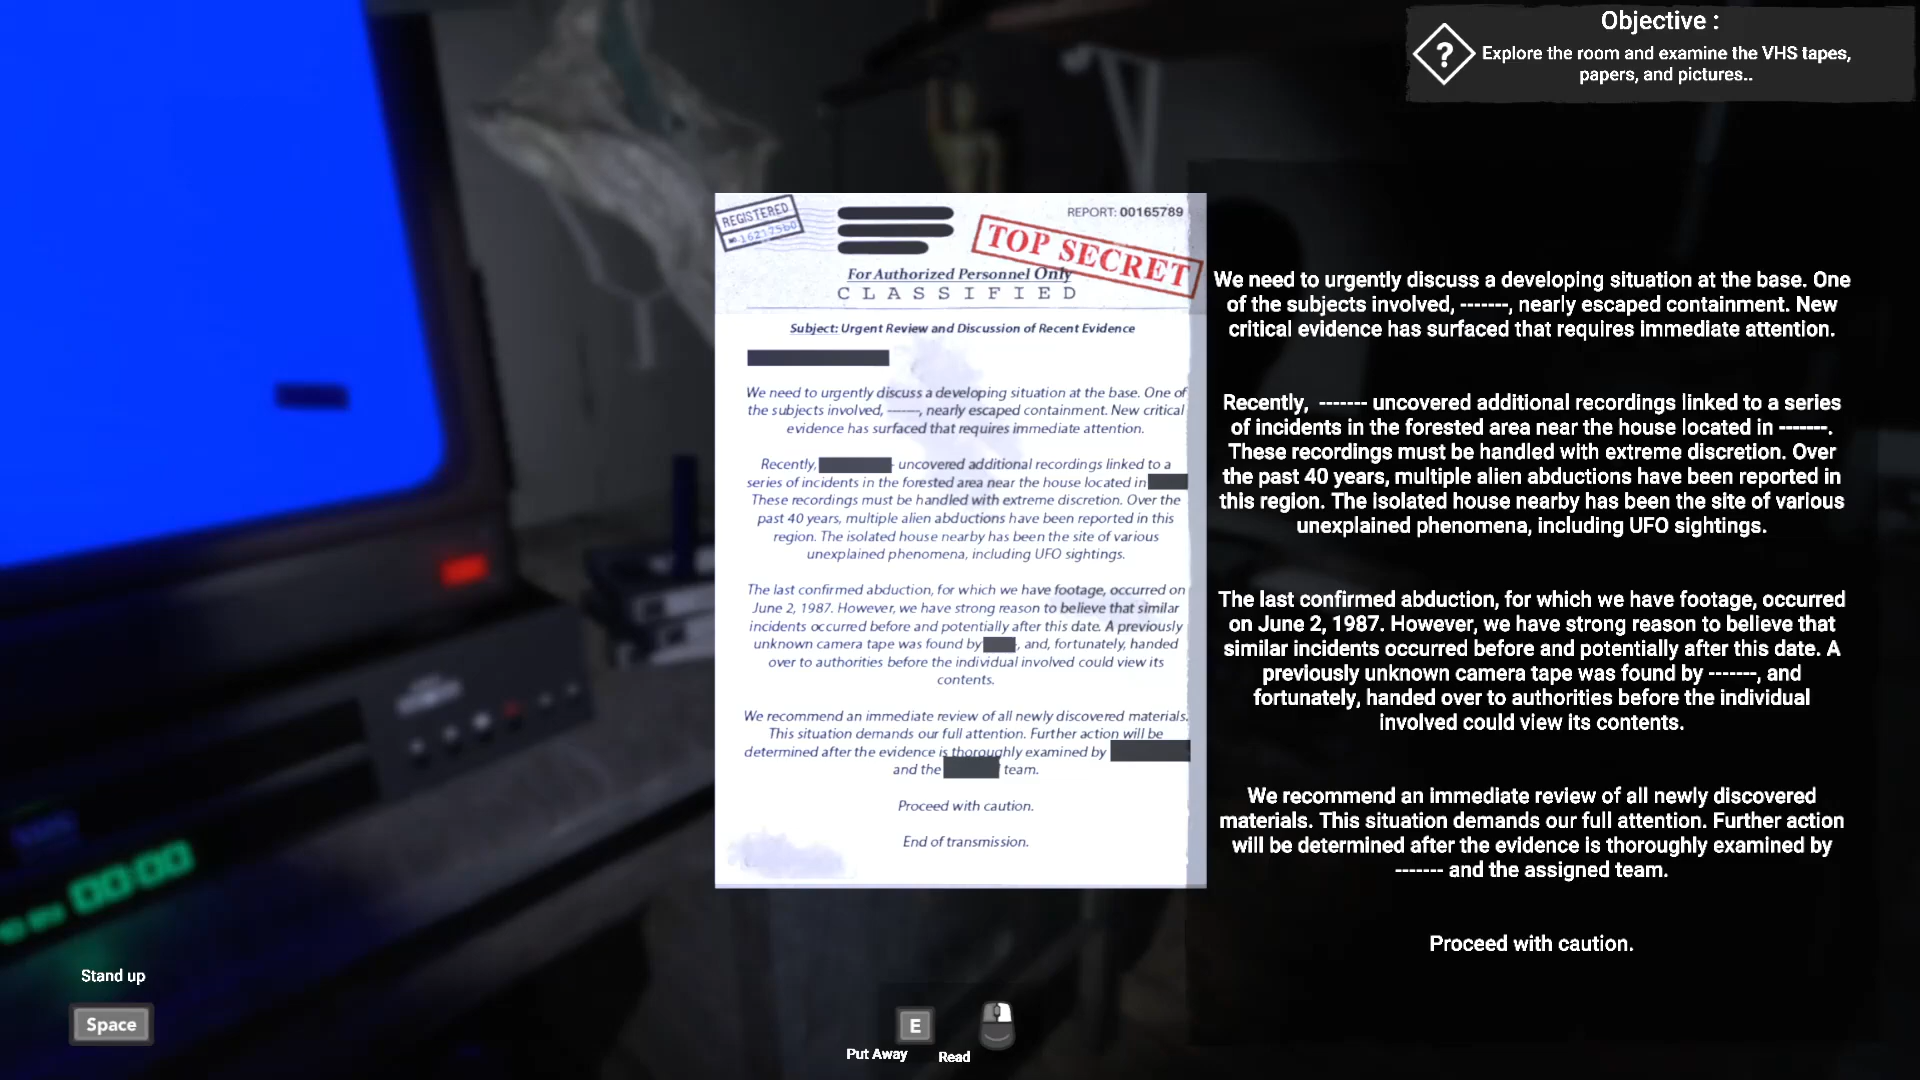 Objective :
Explore the room and examine the VHS tapes,
papers, and pictures..
REGISTERED
REPORT: 00165789
TOP SECRET
For Authorized Personnel Only
CLASSIFIED
Subject: Urgent Review and Discussion of Recent Evidence
We need to urgently discuss a developing situation at the base. One of
the subjects involved, -------, nearly escaped containment. New critical
evidence has surfaced that requires immediate attention.
Recently, uncovered additional recordings linked to a
series of incidents in the forested area near the house located in
These recordings must be handled with extreme discretion. Over the
past 40 years, multiple alien abductions have been reported in this
region. The isolated house nearby has been the site of various
unexplained phenomena, including UFO sightings.
The last confirmed abduction, for which we have footage, occurred on
June 2, 1987. However, we have strong reason to believe that similar
incidents occurred before and potentially after this date. A previously
unknown camera tape was found by , and, fortunately, handed
over to authorities before the individual involved could view its
contents.
We recommend an immediate review of all newly discovered materials.
This situation demands our full attention. Further action will be
determined after the evidence is thoroughly examined by
and the team.
Proceed with caution.
End of transmission.
We need to urgently discuss a developing situation at the base. One
of the subjects involved, -------, nearly escaped containment. New
critical evidence has surfaced that requires immediate attention.
Recently, ------- uncovered additional recordings linked to a series
of incidents in the forested area near the house located in -------.
These recordings must be handled with extreme discretion. Over
the past 40 years, multiple alien abductions have been reported in
this region. The isolated house nearby has been the site of various
unexplained phenomena, including UFO sightings.
The last confirmed abduction, for which we have footage, occurred
on June 2, 1987. However, we have strong reason to believe that
similar incidents occurred before and potentially after this date. A
previously unknown camera tape was found by -------, and
fortunately, handed over to authorities before the individual
involved could view its contents.
We recommend an immediate review of all newly discovered
materials. This situation demands our full attention. Further action
will be determined after the evidence is thoroughly examined by
------- and the assigned team.
Proceed with caution.
00:00
Stand up
Space
E
Put Away
Read